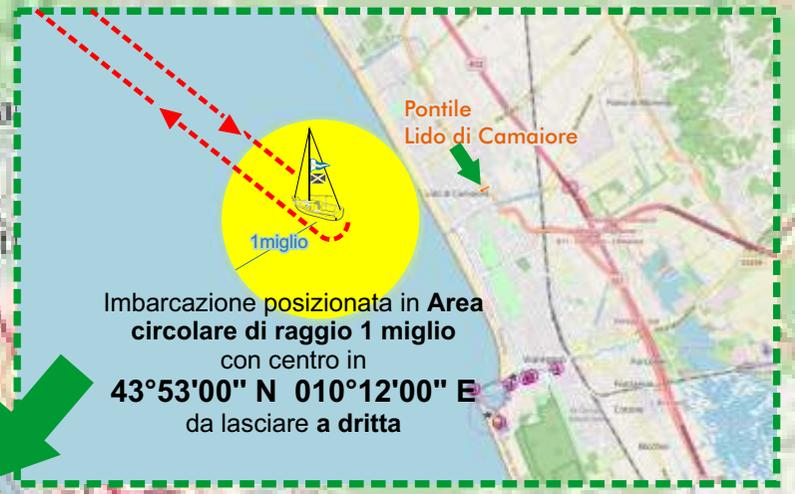 Pontile
Lido di Camaiore
1miglio
Imbarcazione posizionata in Area
circolare di raggio 1 miglio
con centro in
43°53'00" N 010°12'00" E
da lasciare a dritta